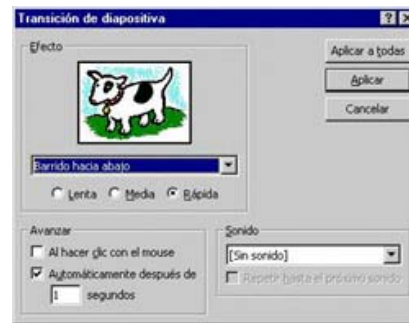 Transición de diapositiva
Efecto
Barrido hacia abajo
Lenta Media Rápida
Aplicar a todas
Aplicar
Cancelar
Avanzar
Al hacer clic con el mouse
Automáticamente después de
1 segundos
Sonido
[Sin sonido]
Repetir hasta el próximo sonido